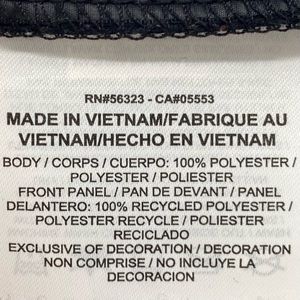 RN#56323 - CA#05553
MADE IN VIETNAM/FABRIQUE AU
VIETNAM/HECHO EN VIETNAM
BODY / CORPS / CUERPO: 100% POLYESTER /
POLYESTER / POLIESTER
FRONT PANEL / PAN DE DEVANT / PANEL
DELANTERO: 100% RECYCLED POLYESTER /
POLYESTER RECYCLE / POLIESTER
RECICLADO
EXCLUSIVE OF DECORATION / DECORATION
NON COMPRISE / NO INCLUYE LA
DECORACION